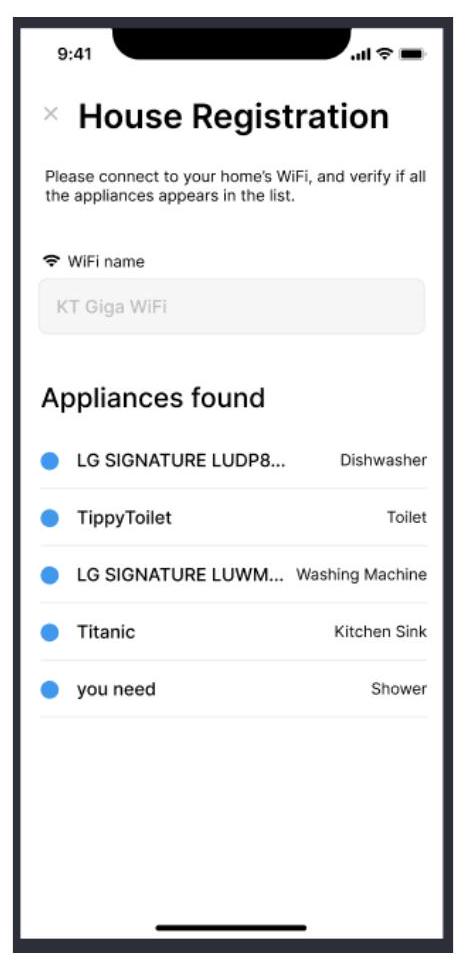 9:41
× House Registration
Please connect to your home's WiFi, and verify if all
the appliances appears in the list.
WiFi name
KT Giga WiFi
Appliances found
LG SIGNATURE LUDP8... Dishwasher
TippyToilet Toilet
LG SIGNATURE LUWM... Washing Machine
Titanic Kitchen Sink
you need Shower